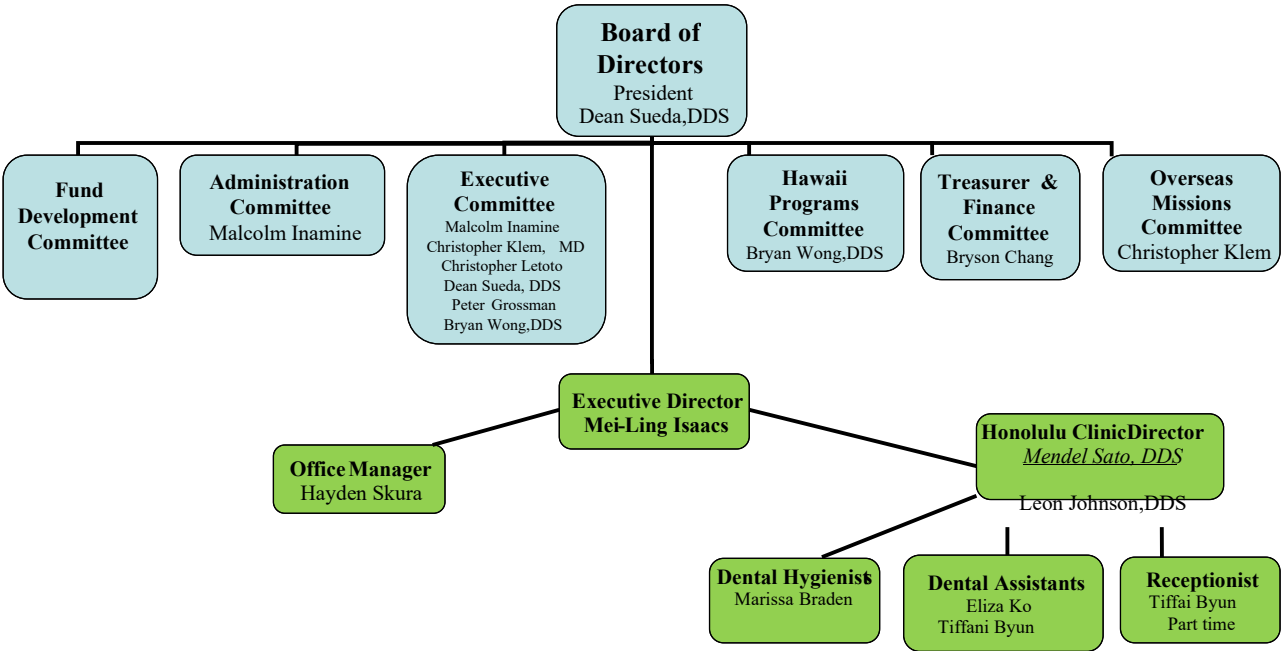 Board of
Directors
President
Dean Sueda,DDS
Fund
Development
Committee
Administration
Committee
Malcolm Inamine
Executive
Committee
Malcolm Inamine
Christopher Klem, MD
Christopher Letoto
Dean Sueda, DDS
Peter Grossman
Bryan Wong,DDS
Hawaii
Programs
Committee
Bryan Wong,DDS
Treasurer &
Finance
Committee
Bryson Chang
Overseas
Missions
Committee
Christopher Klem
Executive Director
Mei-Ling Isaacs
Office Manager
Hayden Skura
Honolulu ClinicDirector
Mendel Sato, DDS
Leon Johnson,DDS
Dental Hygienists
Marissa Braden
Dental Assistants
Eliza Ko
Tiffani Byun
Receptionist
Tiffai Byun
Part time